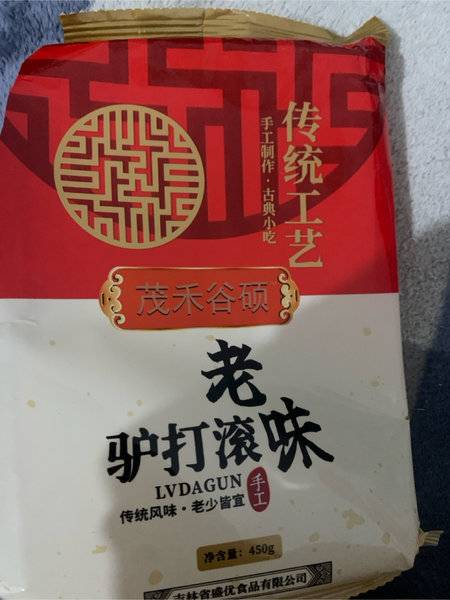 传统工艺
手工制作·古典小吃
茂禾谷硕
老味
驴打滚
LVDAGUN
手工
传统风味·老少皆宜
净含量：450g
吉林省盛优食品有限公司